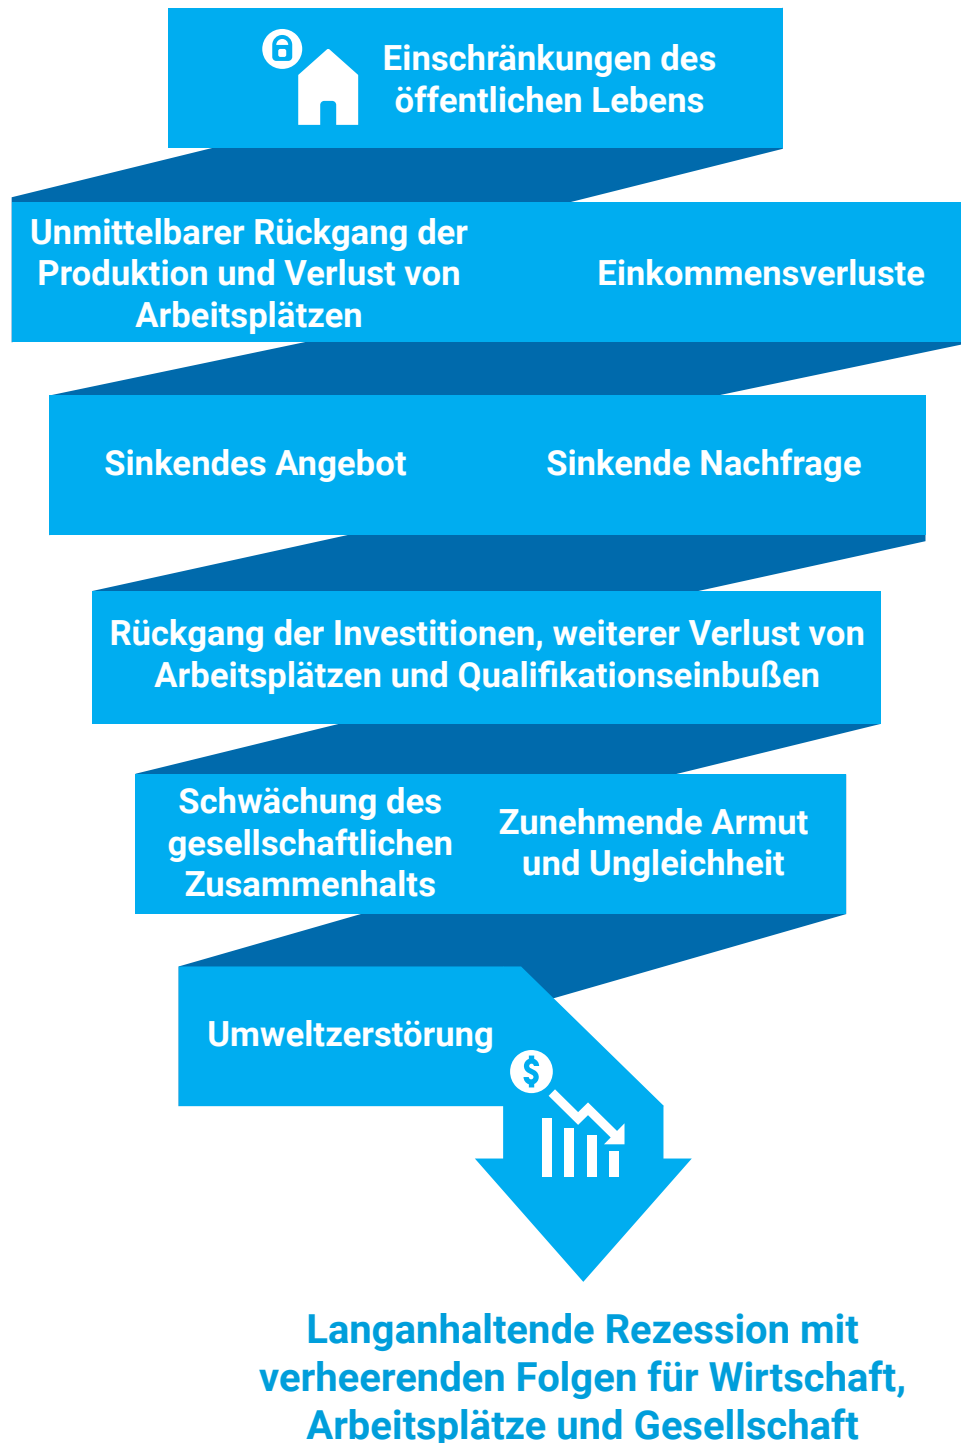 Einschränkungen des
öffentlichen Lebens
Unmittelbarer Rückgang der
Produktion und Verlust von
Arbeitsplätzen
Einkommensverluste
Sinkendes Angebot
Sinkende Nachfrage
Rückgang der Investitionen, weiterer Verlust von
Arbeitsplätzen und Qualifikationseinbußen
Schwächung des
gesellschaftlichen
Zusammenhalts
Zunehmende Armut
und Ungleichheit
Umweltzerstörung
$
Langanhaltende Rezession mit
verheerenden Folgen für Wirtschaft,
Arbeitsplätze und Gesellschaft